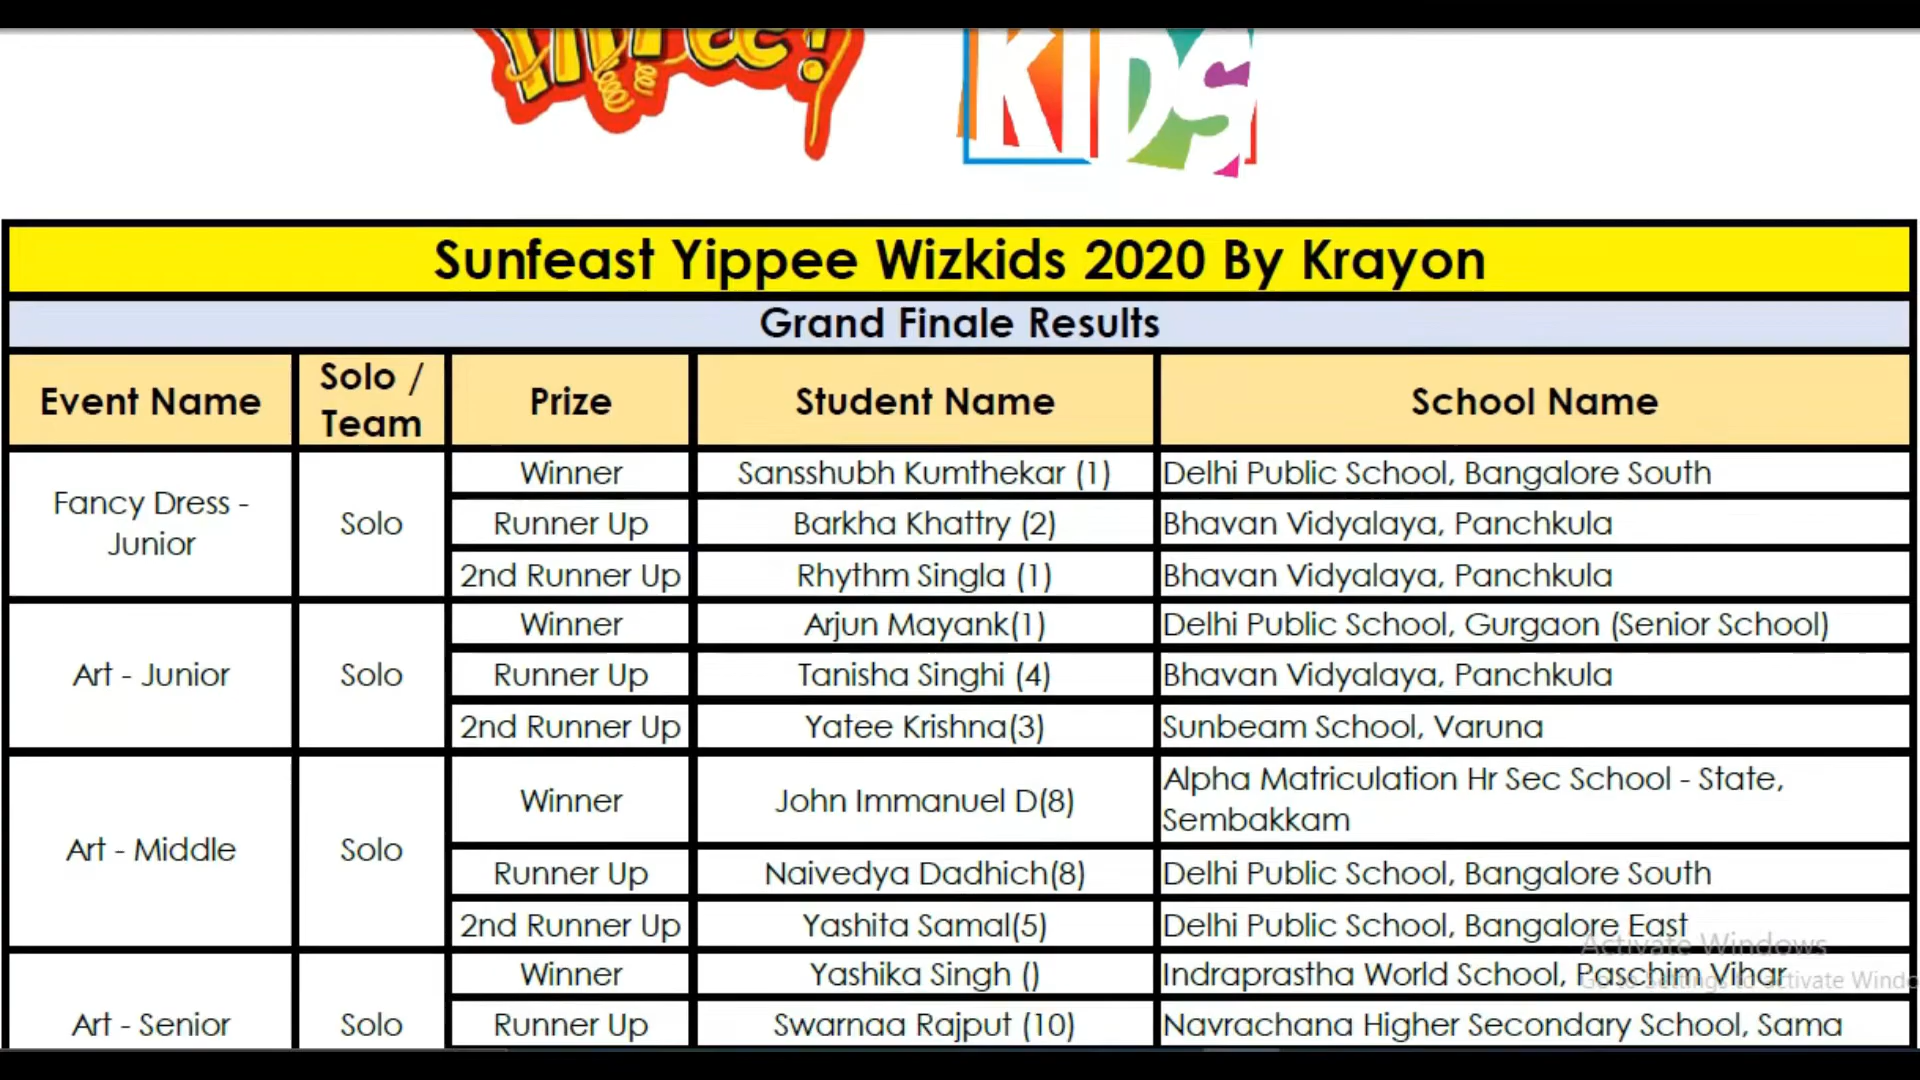 KIDS
Sunfeast Yippee Wizkids 2020 By Krayon
Grand Finale Results
Event Name
Solo /
Team
Prize
Student Name
School Name
Fancy Dress -
Junior
Solo
Winner
Sansshubh Kumthekar (1)
Delhi Public School, Bangalore South
Runner Up
Barkha Khattry (2)
Bhavan Vidyalaya, Panchkula
2nd Runner Up
Rhythm Singla (1)
Bhavan Vidyalaya, Panchkula
Art - Junior
Solo
Winner
Arjun Mayank(1)
Delhi Public School, Gurgaon (Senior School)
Runner Up
Tanisha Singhi (4)
Bhavan Vidyalaya, Panchkula
2nd Runner Up
Yatee Krishna(3)
Sunbeam School, Varuna
Art - Middle
Solo
Winner
John Immanuel D(8)
Alpha Matriculation Hr Sec School - State,
Sembakkam
Runner Up
Naivedya Dadhich(8)
Delhi Public School, Bangalore South
2nd Runner Up
Yashita Samal(5)
Delhi Public School, Bangalore East
Art - Senior
Solo
Winner
Yashika Singh ()
Indraprastha World School, Paschim Vihar
Runner Up
Swarnaa Rajput (10)
Navrachana Higher Secondary School, Sama
Activate Windows
Go to Settings to activate Windo